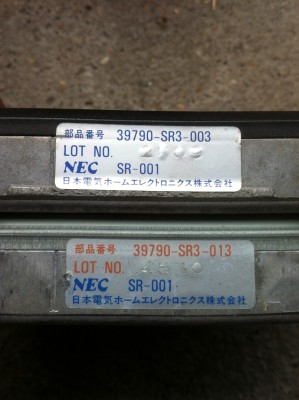 部品番号 39790-SR3-003
LOT NO.
NEC SR-001
日本電気ホームエレクトロニクス株式会社
部品番号 39790-SR3-013
LOT NO.
NEC SR-001
日本電気ホームエレクトロニクス株式会社